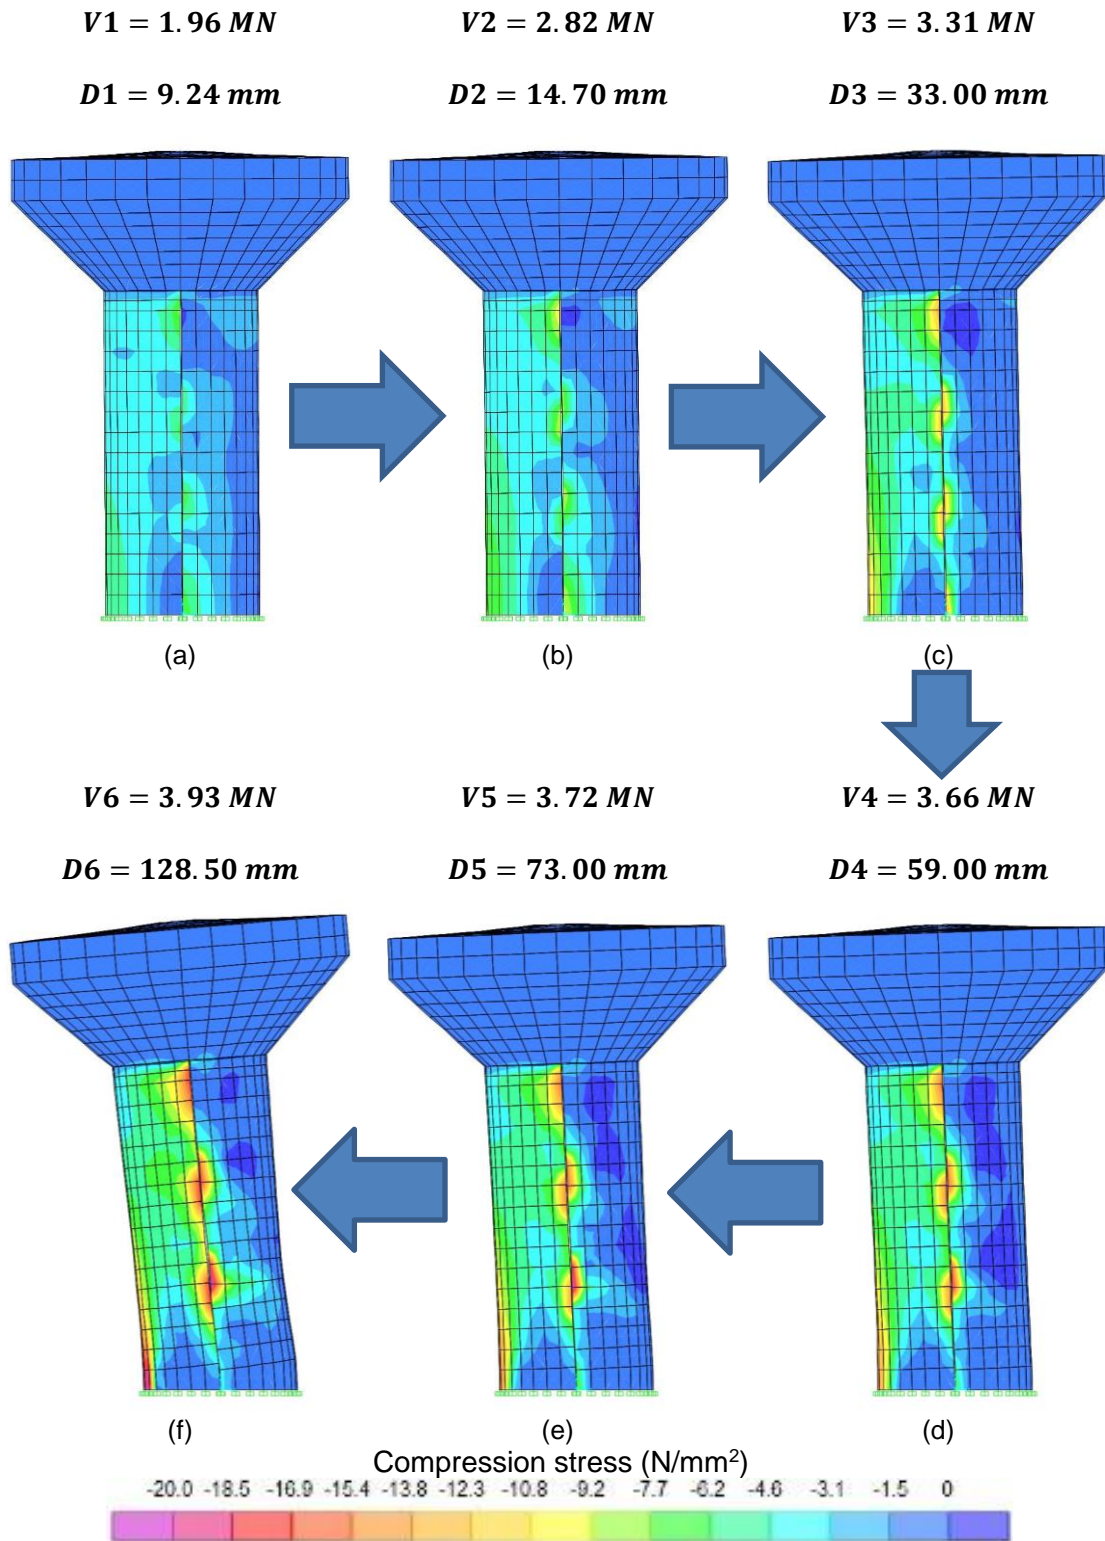 V1 = 1.96 MN V2 = 2.82 MN V3 = 3.31 MN
D1 = 9.24 mm D2 = 14.70 mm D3 = 33.00 mm
(a) (b) (c)
V6 = 3.93 MN V5 = 3.72 MN V4 = 3.66 MN
D6 = 128.50 mm D5 = 73.00 mm D4 = 59.00 mm
(f) (e) (d)
Compression stress (N/mm²)
-20.0 -18.5 -16.9 -15.4 -13.8 -12.3 -10.8 -9.2 -7.7 -6.2 -4.6 -3.1 -1.5 0